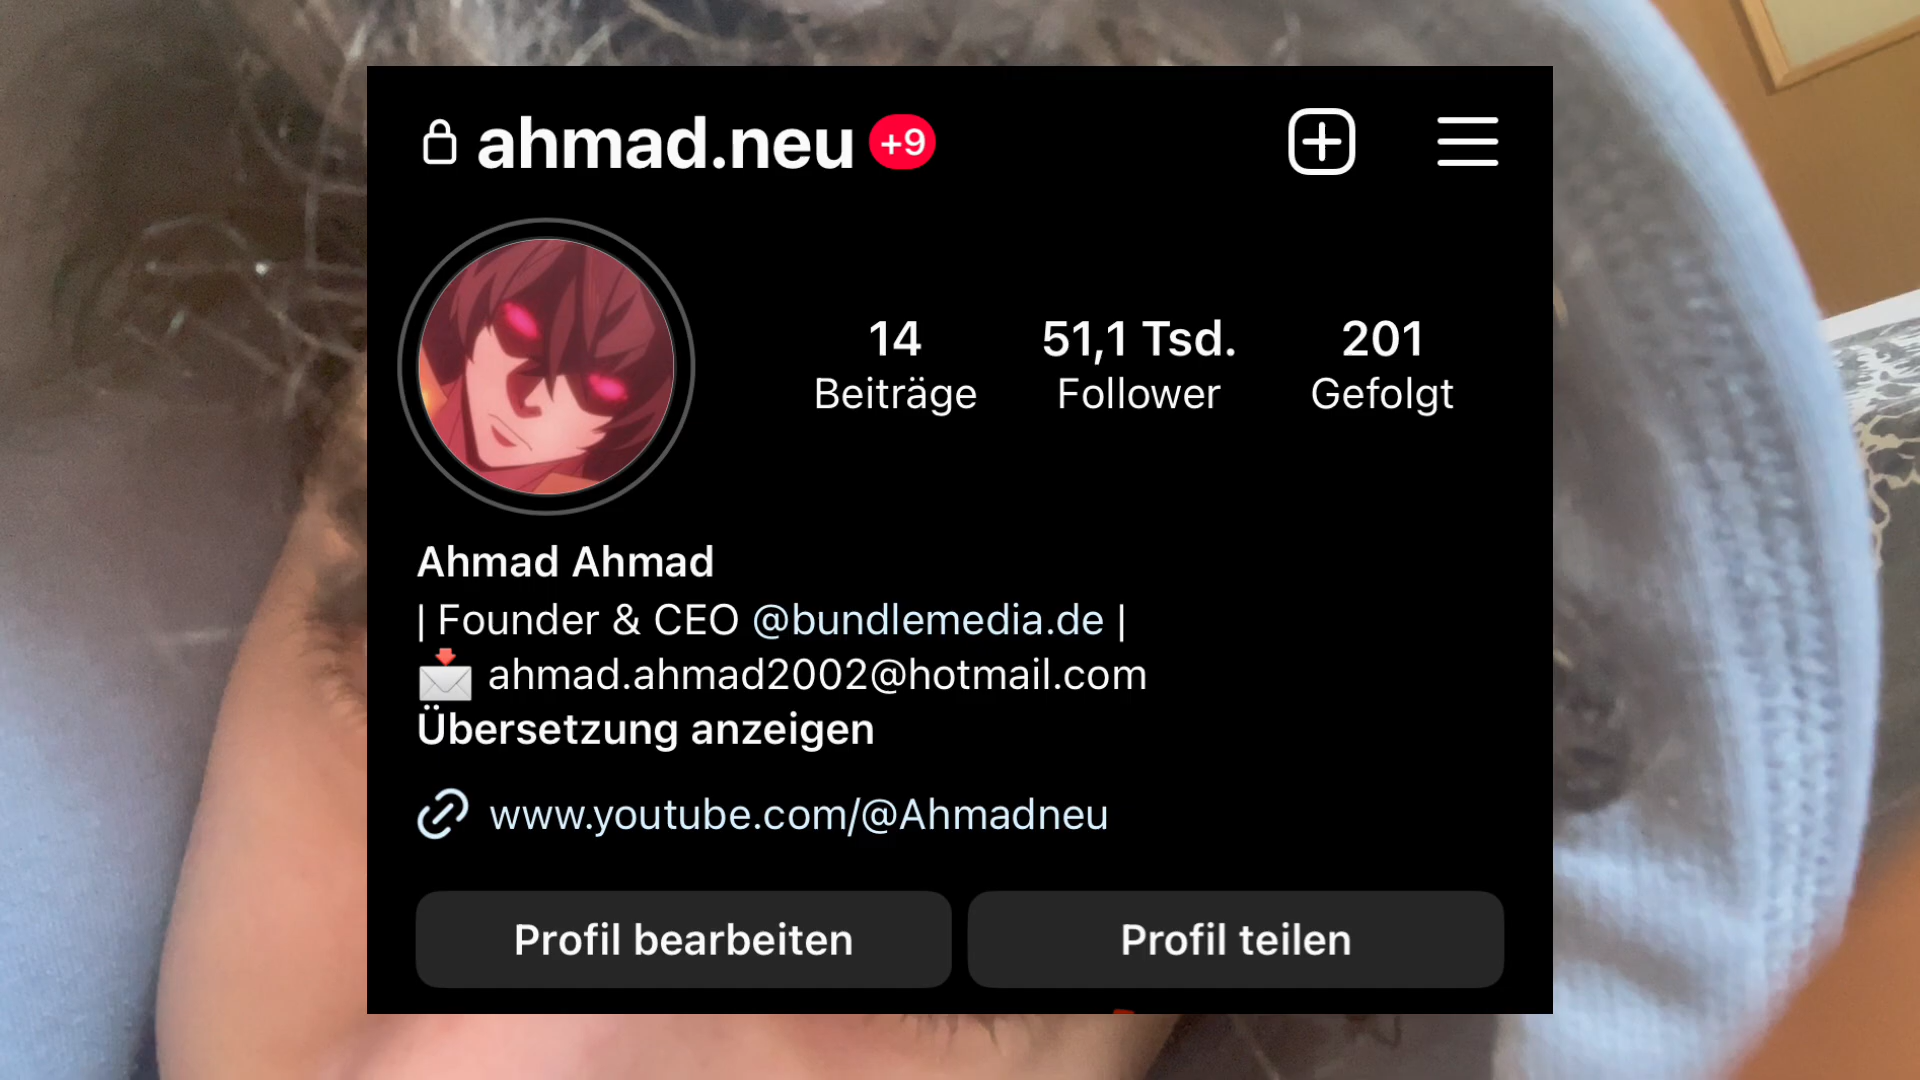 ahmad.neu +9
14 51,1 Tsd. 201
Beiträge Follower Gefolgt
Ahmad Ahmad
| Founder & CEO @bundlemedia.de |
ahmad.ahmad2002@hotmail.com
Übersetzung anzeigen
www.youtube.com/@Ahmadneu
Profil bearbeiten Profil teilen